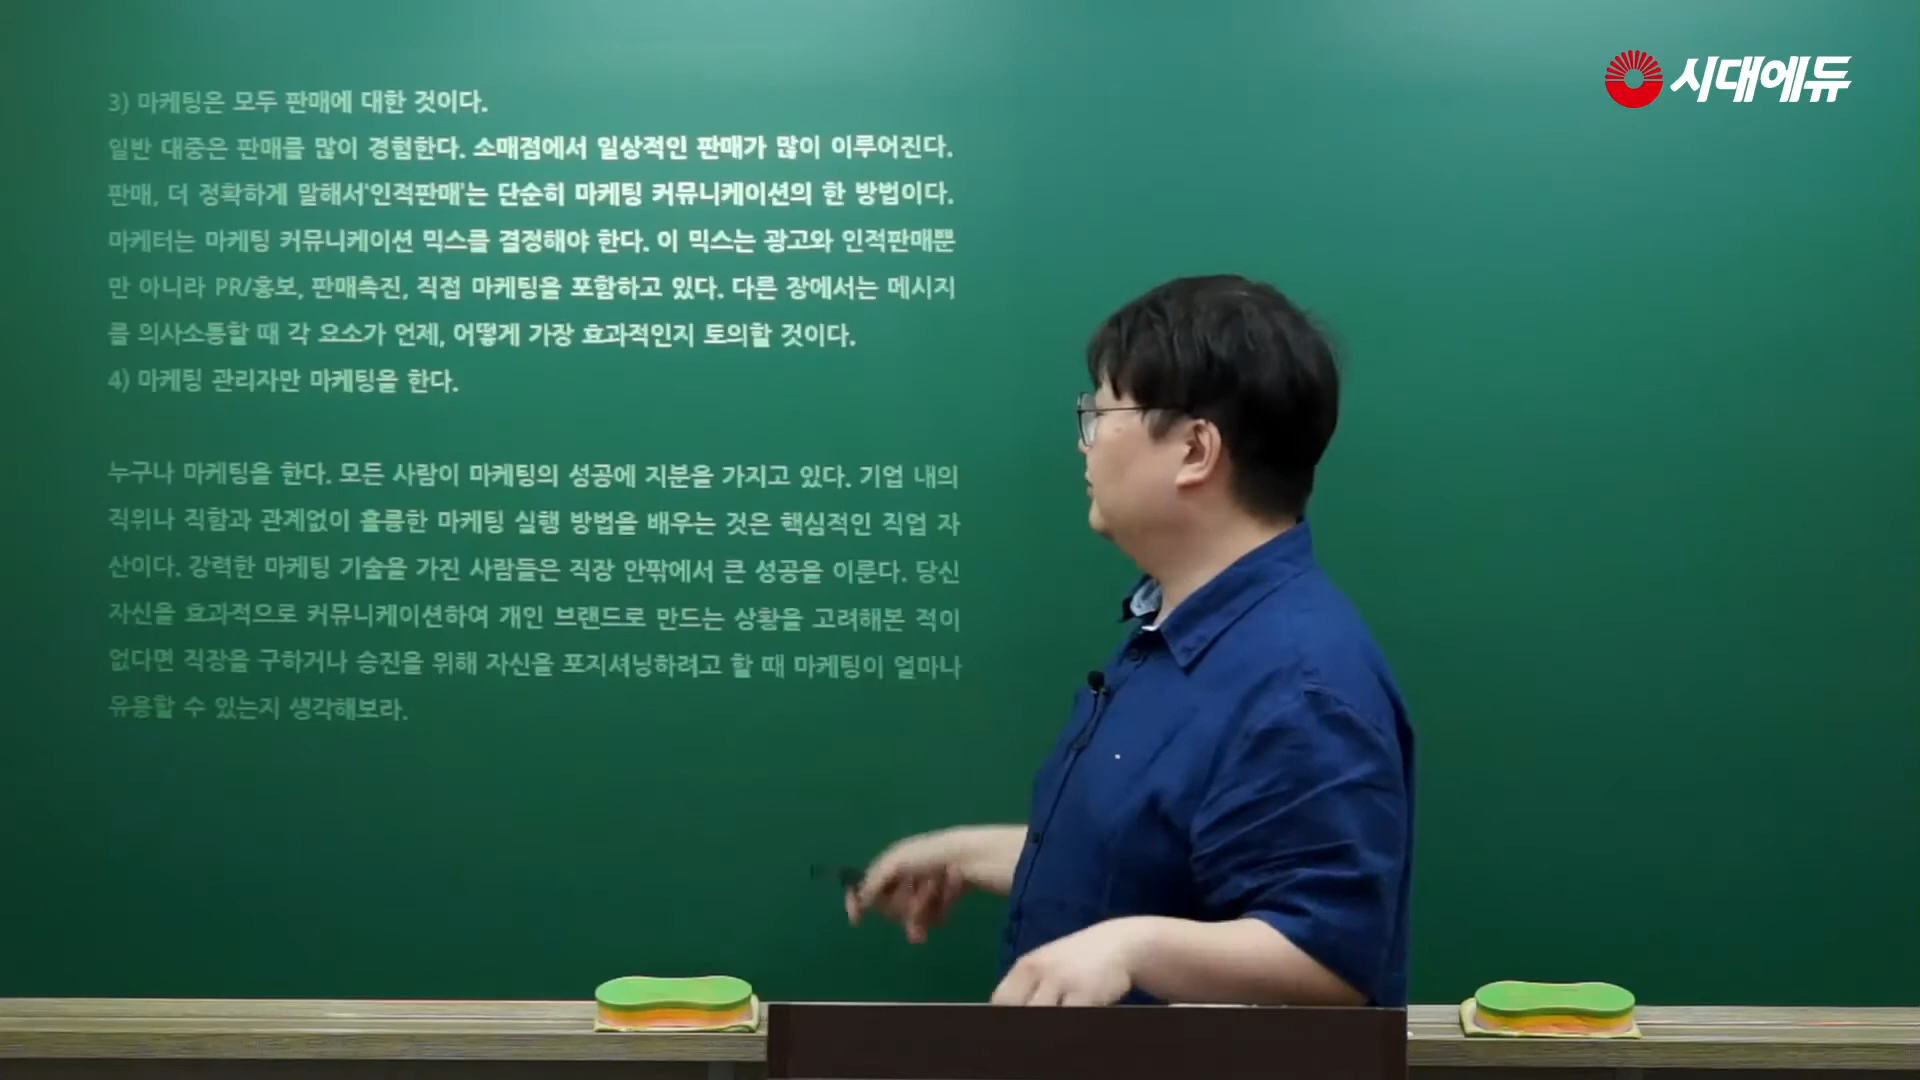 시대에듀
3) 마케팅은 모두 판매에 대한 것이다.
일반 대중은 판매를 많이 경험한다. 소매점에서 일상적인 판매가 많이 이루어진다.
판매, 더 정확하게 말해서'인적판매'는 단순히 마케팅 커뮤니케이션의 한 방법이다.
마케터는 마케팅 커뮤니케이션 믹스를 결정해야 한다. 이 믹스는 광고와 인적판매뿐
만 아니라 PR/홍보, 판매촉진, 직접 마케팅을 포함하고 있다. 다른 장에서는 메시지
를 의사소통할 때 각 요소가 언제, 어떻게 가장 효과적인지 토의할 것이다.
4) 마케팅 관리자만 마케팅을 한다.
누구나 마케팅을 한다. 모든 사람이 마케팅의 성공에 지분을 가지고 있다. 기업 내의
직위나 직함과 관계없이 훌륭한 마케팅 실행 방법을 배우는 것은 핵심적인 직업 자
산이다. 강력한 마케팅 기술을 가진 사람들은 직장 안팎에서 큰 성공을 이룬다. 당신
자신을 효과적으로 커뮤니케이션하여 개인 브랜드로 만드는 상황을 고려해본 적이
없다면 직장을 구하거나 승진을 위해 자신을 포지셔닝하려고 할 때 마케팅이 얼마나
유용할 수 있는지 생각해보라.